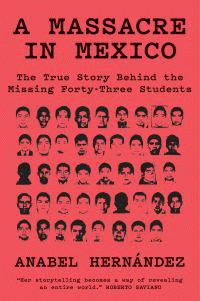 A MASSACRE
IN MEXICO
The True Story Behind the
Missing Forty-Three Students
ANABEL HERNÁNDEZ
"Her storytelling becomes a way of revealing
an entire world." ROBERTO SAVIANO